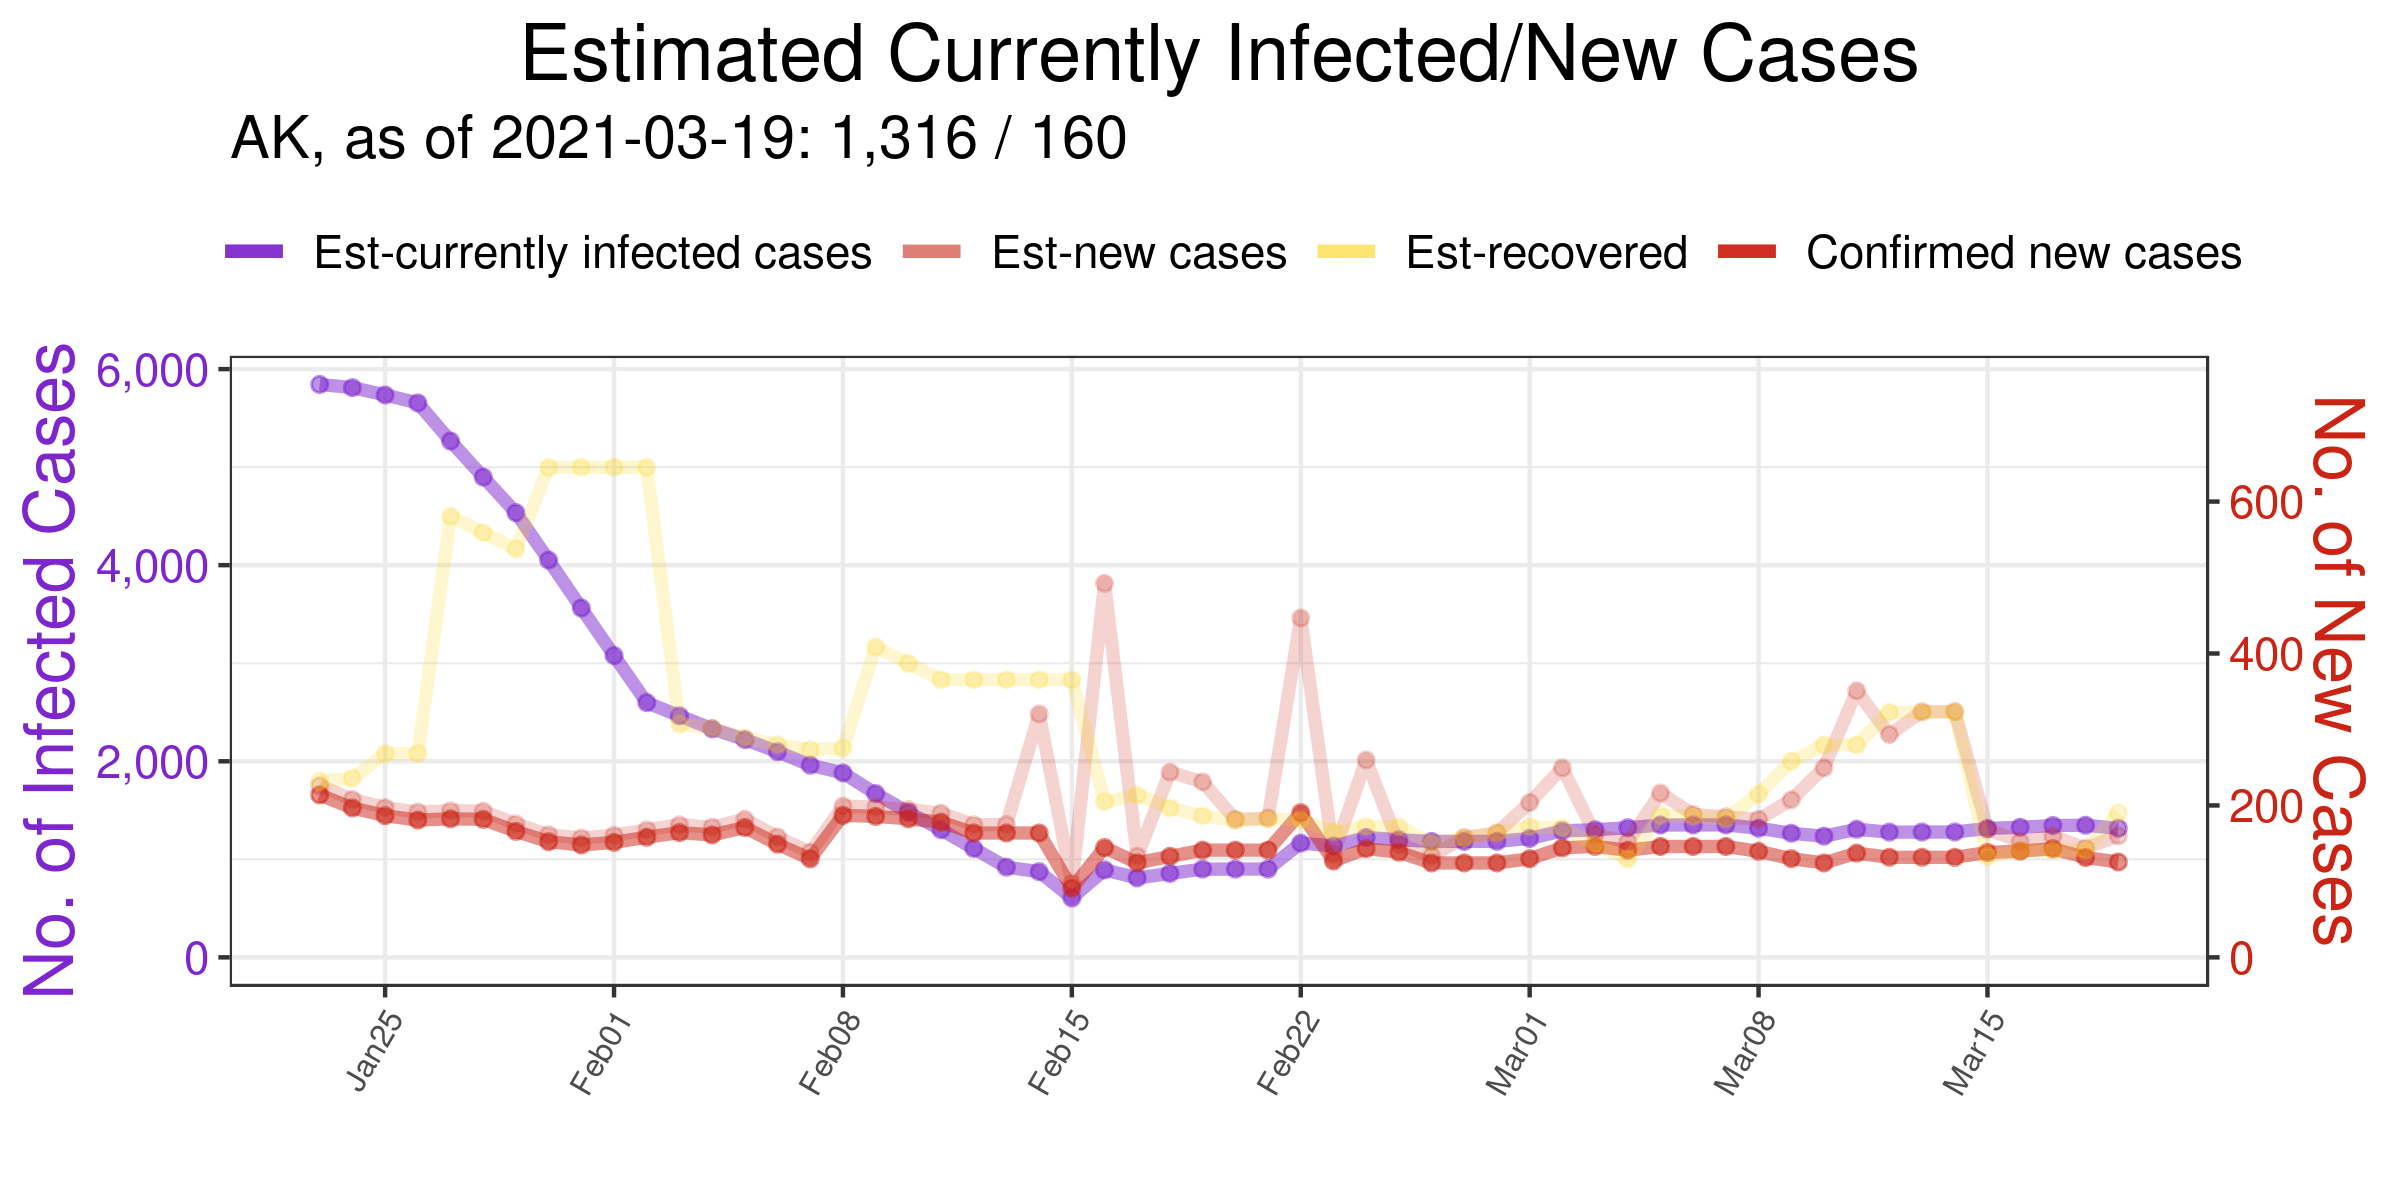 Estimated Currently Infected/New Cases
AK, as of 2021-03-19: 1,316 / 160
Est-currently infected cases Est-new cases Est-recovered Confirmed new cases
No. of Infected Cases
6,000
4,000
2,000
0
600
400
200
0
No. of New Cases
Jan25 Feb01 Feb08 Feb15 Feb22 Mar01 Mar08 Mar15